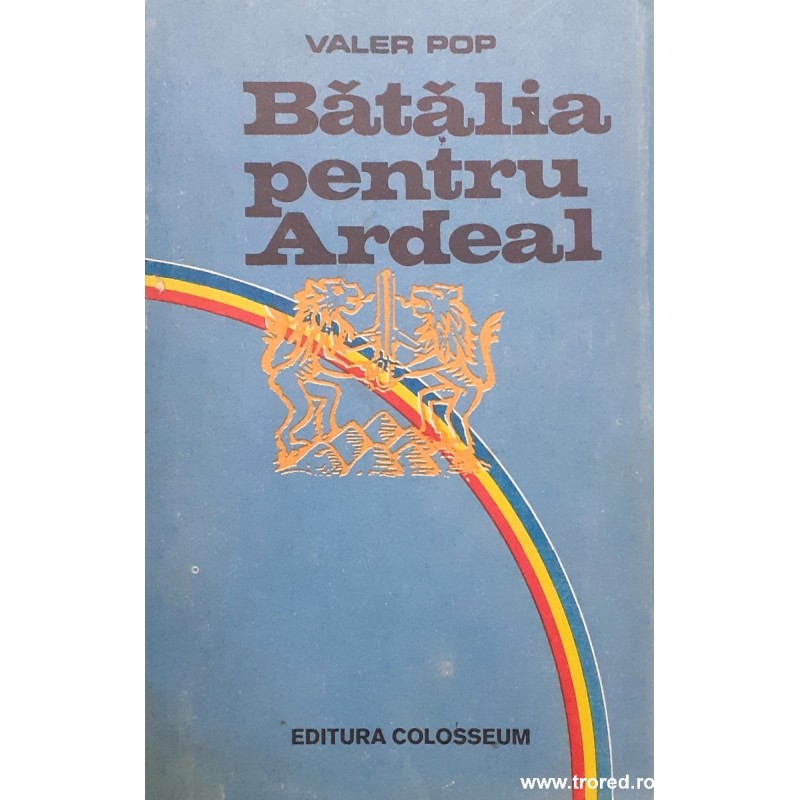 VALER POP
Bătălia
pentru
Ardeal
EDITURA COLOSSEUM
www.trored.ro